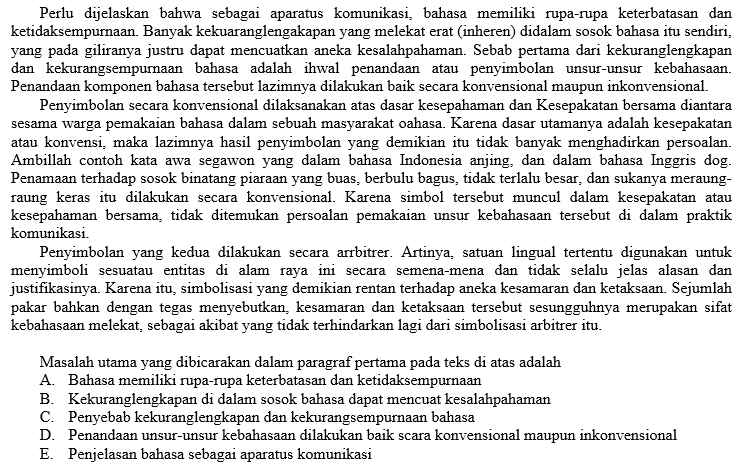 Perlu dijelaskan bahwa sebagai aparatus komunikasi, bahasa memiliki rupa-rupa keterbatasan dan
ketidaksempurnaan. Banyak kekuaranglengakapan yang melekat erat (inheren) didalam sosok bahasa itu sendiri,
yang pada giliranya justru dapat mencuatkan aneka kesalahpahaman. Sebab pertama dari kekuranglengkapan
dan kekurangsempurnaan bahasa adalah ihwal penandaan atau penyimbolan unsur-unsur kebahasaan.
Penandaan komponen bahasa tersebut lazimnya dilakukan baik secara konvensional maupun inkonvensional.
Penyimbolan secara konvensional dilaksanakan atas dasar kesepahaman dan Kesepakatan bersama diantara
sesama warga pemakaian bahasa dalam sebuah masyarakat oahasa. Karena dasar utamanya adalah kesepakatan
atau konvensi, maka lazimnya hasil penyimbolan yang demikian itu tidak banyak menghadirkan persoalan.
Ambillah contoh kata awa segawon yang dalam bahasa Indonesia anjing, dan dalam bahasa Inggris dog.
Penamaan terhadap sosok binatang piaraan yang buas, berbulu bagus, tidak terlalu besar, dan sukanya meraung-
raung keras itu dilakukan secara konvensional. Karena simbol tersebut muncul dalam kesepakatan atau
kesepahaman bersama, tidak ditemukan persoalan pemakaian unsur kebahasaan tersebut di dalam praktik
komunikasi.
Penyimbolan yang kedua dilakukan secara arrbitrer. Artinya, satuan lingual tertentu digunakan untuk
menyimboli sesuatau entitas di alam raya ini secara semena-mena dan tidak selalu jelas alasan dan
justifikasinya. Karena itu, simbolisasi yang demikian rentan terhadap aneka kesamaran dan ketaksaan. Sejumlah
pakar bahkan dengan tegas menyebutkan, kesamaran dan ketaksaan tersebut sesungguhnya merupakan sifat
kebahasaan melekat, sebagai akibat yang tidak terhindarkan lagi dari simbolisasi arbitrer itu.
Masalah utama yang dibicarakan dalam paragraf pertama pada teks di atas adalah
A. Bahasa memiliki rupa-rupa keterbatasan dan ketidaksempurnaan
B. Kekuranglengkapan di dalam sosok bahasa dapat mencuat kesalahpahaman
C. Penyebab kekuranglengkapan dan kekurangsempurnaan bahasa
D. Penandaan unsur-unsur kebahasaan dilakukan baik scara konvensional maupun inkonvensional
E. Penjelasan bahasa sebagai aparatus komunikasi